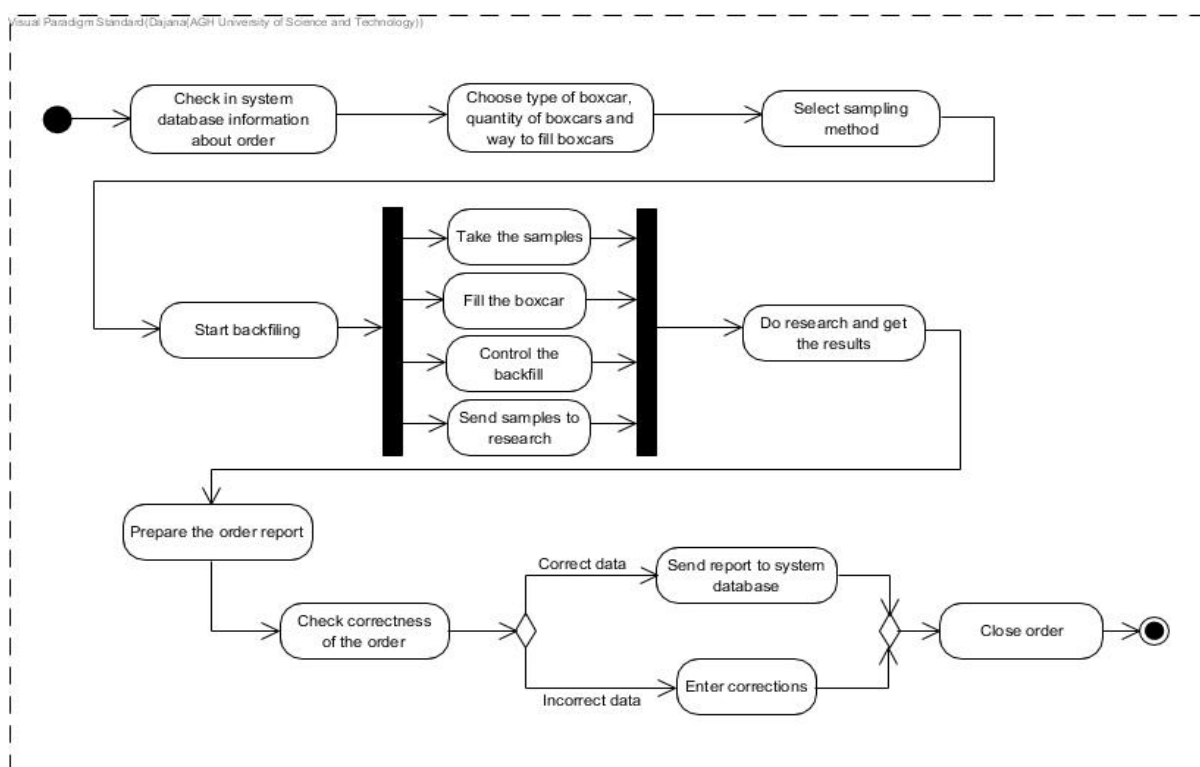 Visual Paradigm Standard(Dajana(AGH University of Science and Technology))
Check in system
database information
about order
Choose type of boxcar,
quantity of boxcars and
way to fill boxcars
Select sampling
method
Take the samples
Fill the boxcar
Start backfiling
Control the
backfill
Send samples to
research
Do research and get
the results
Prepare the order report
Check correctness
of the order
Correct data
Send report to system
database
Incorrect data
Enter corrections
Close order